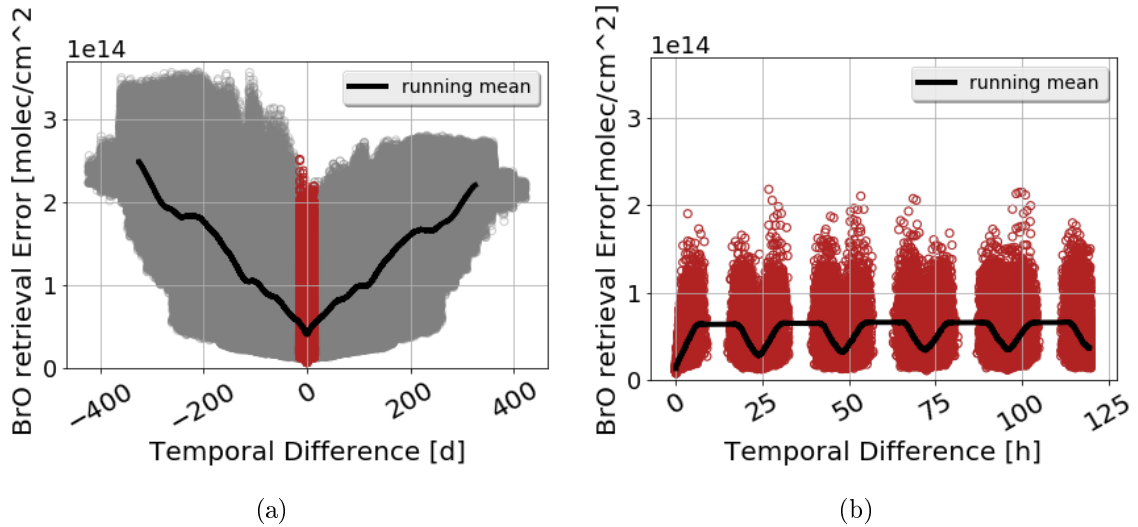 1e14
running mean
BrO retrieval Error [molec/cm^2
3
2
1
0
−400
−200
0
200
400
Temporal Difference [d]
(a)
1e14
running mean
BrO retrieval Error[molec/cm^2]
3
2
1
0
0
25
50
75
100
125
Temporal Difference [h]
(b)